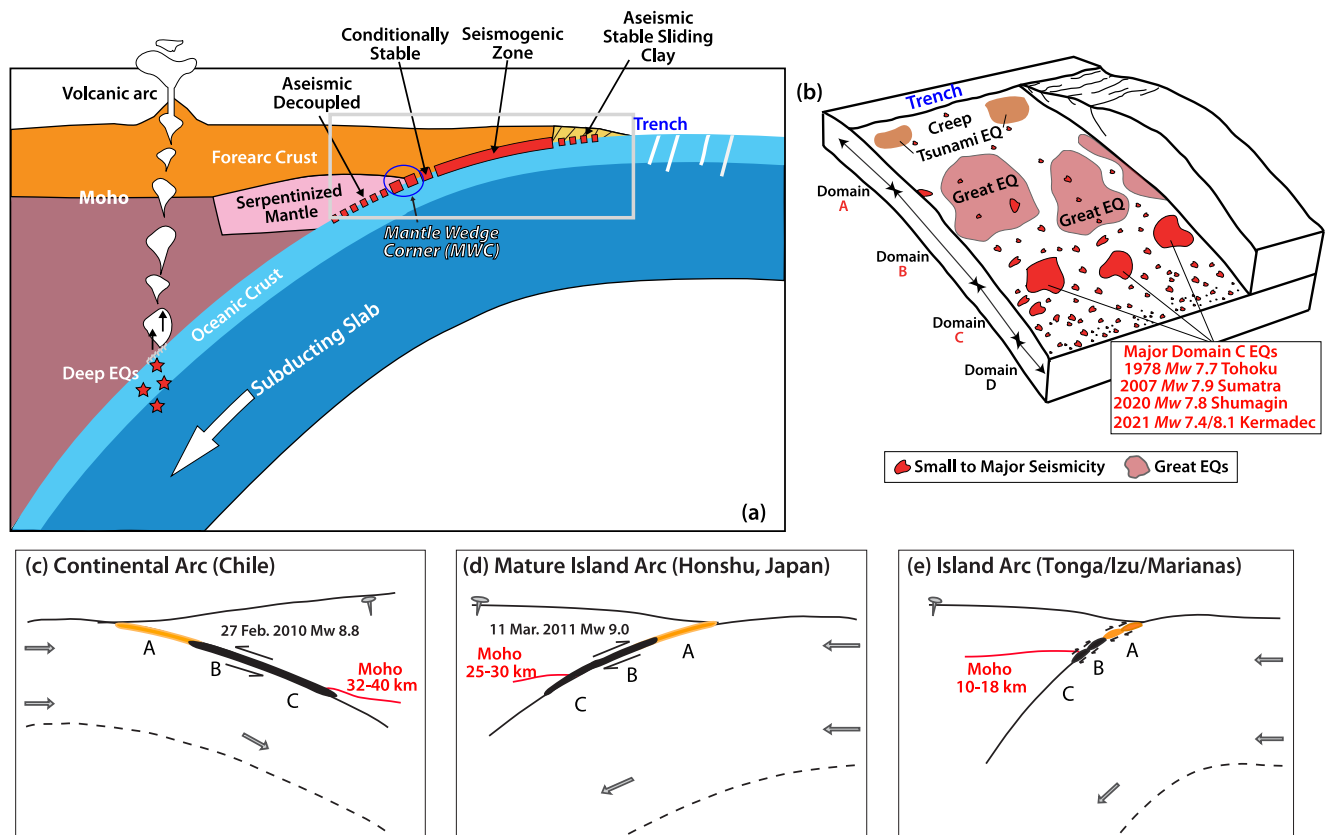 Conditionally
Stable
Seismogenic
Zone
Aseismic
Stable Sliding
Clay
Aseismic
Decoupled
Volcanic arc
Trench
Forearc Crust
Moho
Serpentinized
Mantle
Mantle Wedge
Corner (MWC)
Oceanic Crust
Subducting Slab
Deep EQs
(a)
(b)
Trench
Creep
Tsunami EQ
Great EQ
Great EQ
Domain
A
Domain
B
Domain
C
Domain
D
Major Domain C EQs
1978 Mw 7.7 Tohoku
2007 Mw 7.9 Sumatra
2020 Mw 7.8 Shumagin
2021 Mw 7.4/8.1 Kermadec
Small to Major Seismicity
Great EQs
(c) Continental Arc (Chile)
27 Feb. 2010 Mw 8.8
A
B
C
Moho
32-40 km
(d) Mature Island Arc (Honshu, Japan)
11 Mar. 2011 Mw 9.0
A
Moho
25-30 km
B
C
(e) Island Arc (Tonga/Izu/Marianas)
A
B
Moho
10-18 km
C